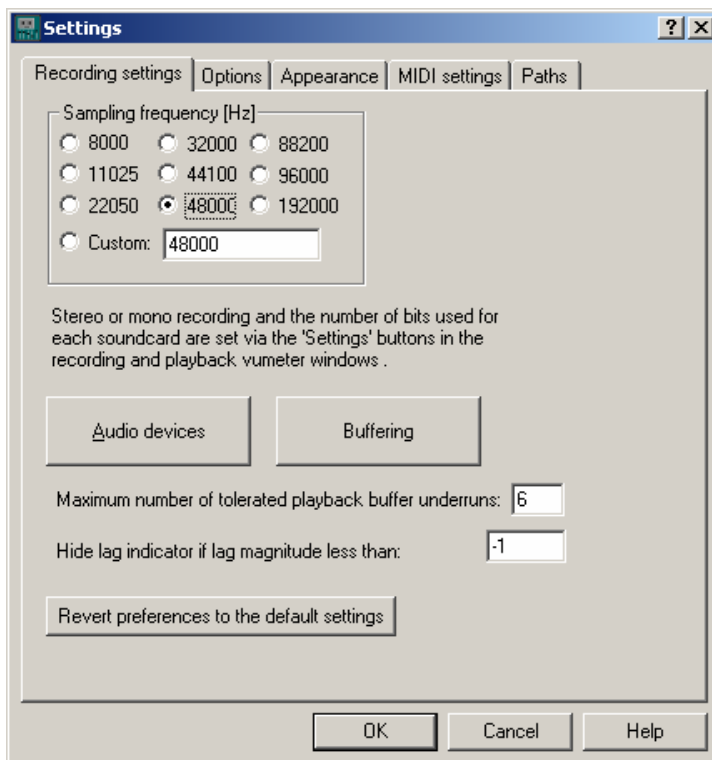 Settings
Recording settings Options Appearance MIDI settings Paths
Sampling frequency [Hz]
8000 32000 88200
11025 44100 96000
22050 48000 192000
Custom: 48000
Stereo or mono recording and the number of bits used for
each soundcard are set via the 'Settings' buttons in the
recording and playback vumeter windows .
Audio devices Buffering
Maximum number of tolerated playback buffer underruns: 6
Hide lag indicator if lag magnitude less than: -1
Revert preferences to the default settings
OK Cancel Help